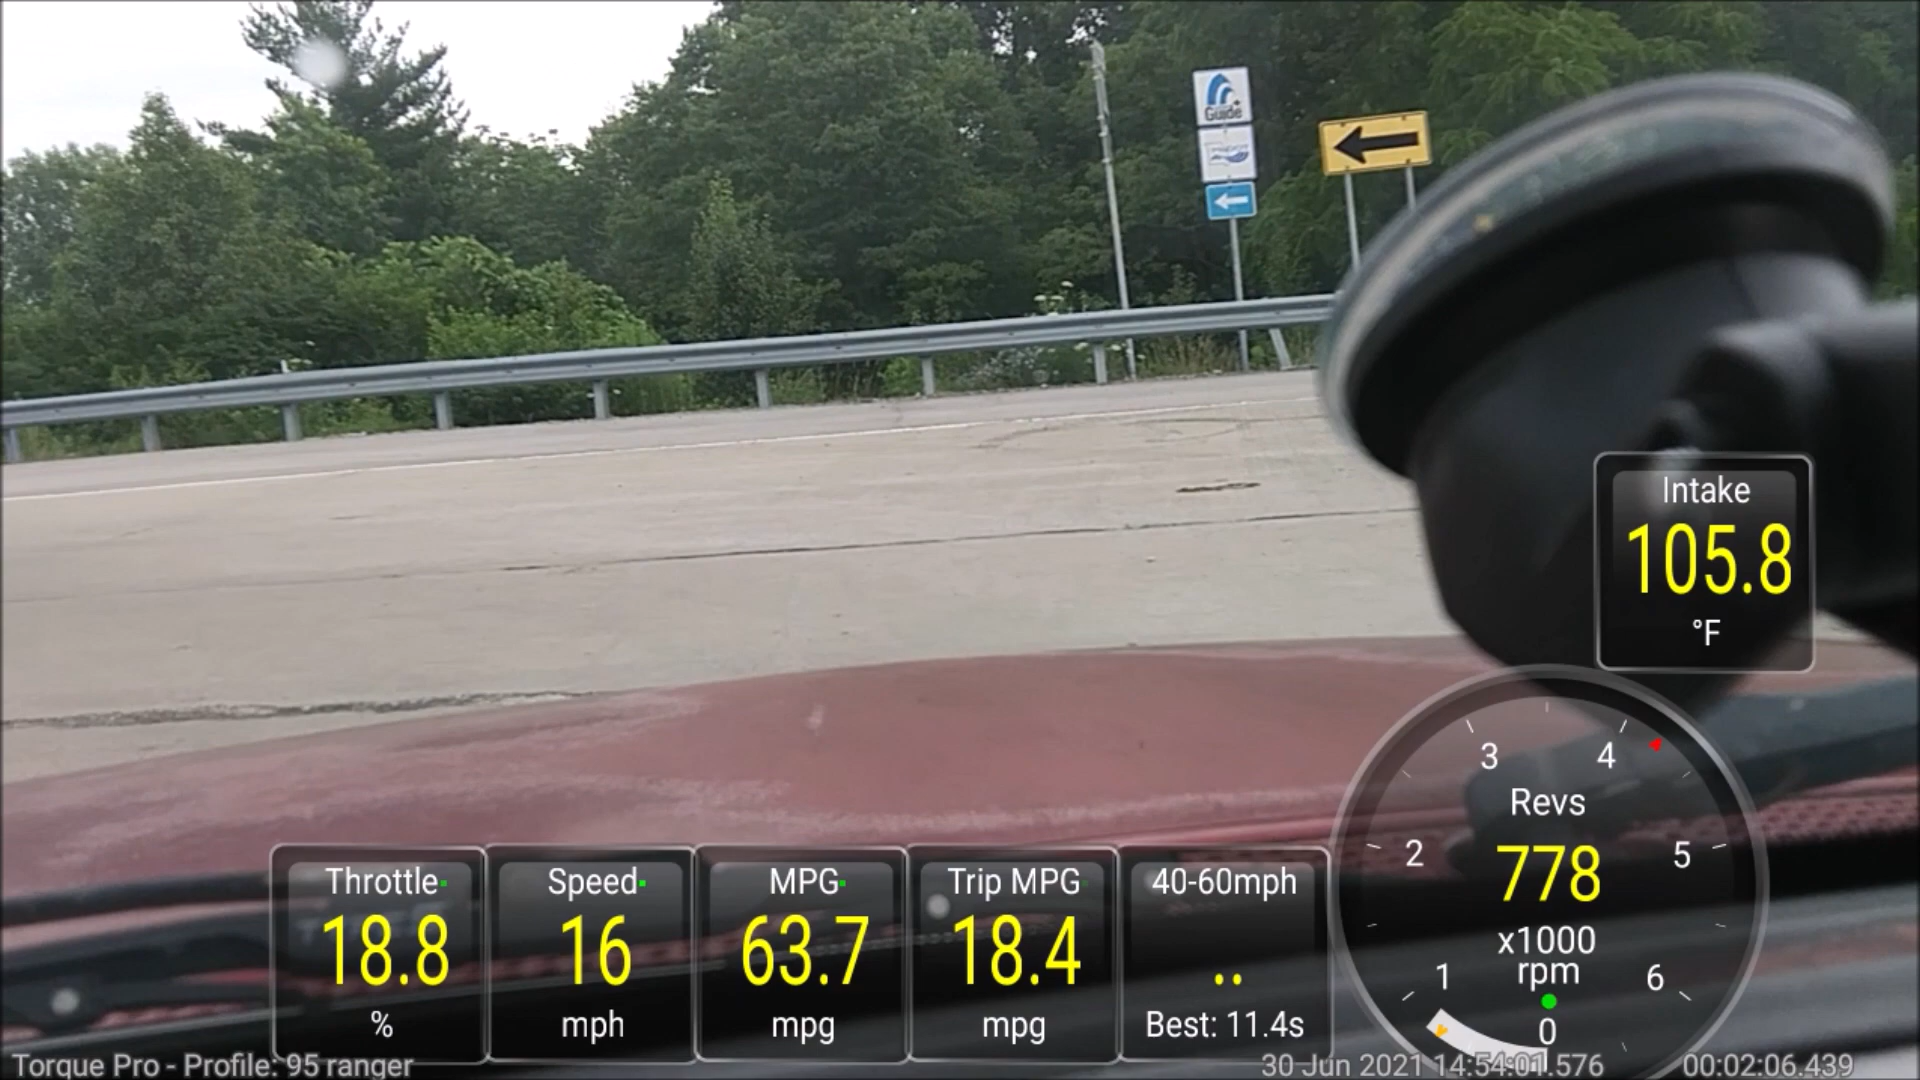 Guide
Intake
105.8
°F
3
4
Revs
2
5
778
x1000
rpm
1
6
0
Throttle
18.8
%
Speed
16
mph
MPG
63.7
mpg
Trip MPG
18.4
mpg
40-60mph
..
Best: 11.4s
Torque Pro - Profile: 95 ranger
30 Jun 2021 14:54:01.576
00:02:06.439